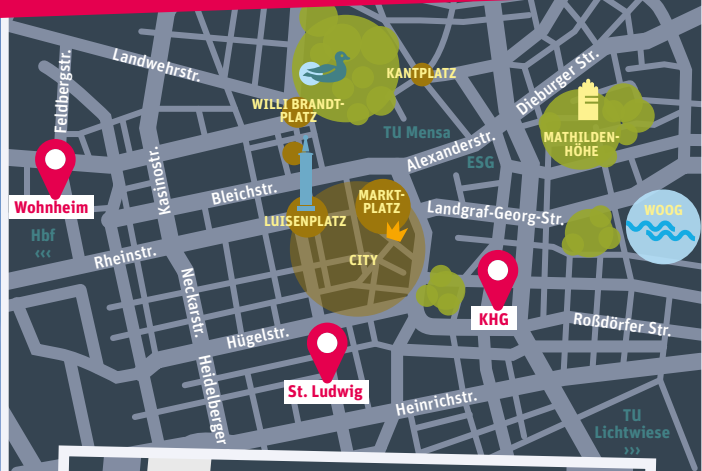 Landwehrstr.
Feldbergstr.
KANTPLATZ
Dieburger Str.
WILLI BRANDT-
PLATZ
TU Mensa
Alexanderstr.
ESG
MATHILDEN-
HÖHE
Kasinostr.
Bleichstr.
Wohnheim
MARKT-
PLATZ
LUISENPLATZ
Landgraf-Georg-Str.
WOOG
Hbf
‹‹‹
Rheinstr.
CITY
Neckarstr.
KHG
Roßdörfer Str.
Hügelstr.
St. Ludwig
Heidelberger
Heinrichstr.
TU
Lichtwiese
›››